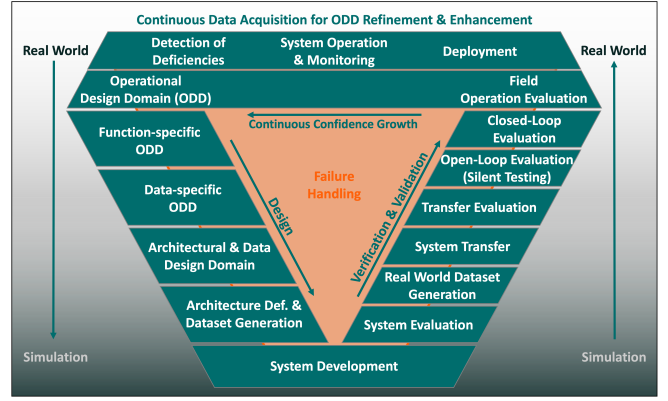 Continuous Data Acquisition for ODD Refinement & Enhancement
Real World
Detection of
Deficiencies
System Operation
& Monitoring
Deployment
Real World
Operational
Design Domain (ODD)
Field
Operation Evaluation
Continuous Confidence Growth
Function-specific
ODD
Closed-Loop
Evaluation
Data-specific
ODD
Failure
Handling
Open-Loop Evaluation
(Silent Testing)
Design
Verification & Validation
Transfer Evaluation
Architectural & Data
Design Domain
System Transfer
Real World Dataset
Generation
Architecture Def. &
Dataset Generation
System Evaluation
Simulation
System Development
Simulation